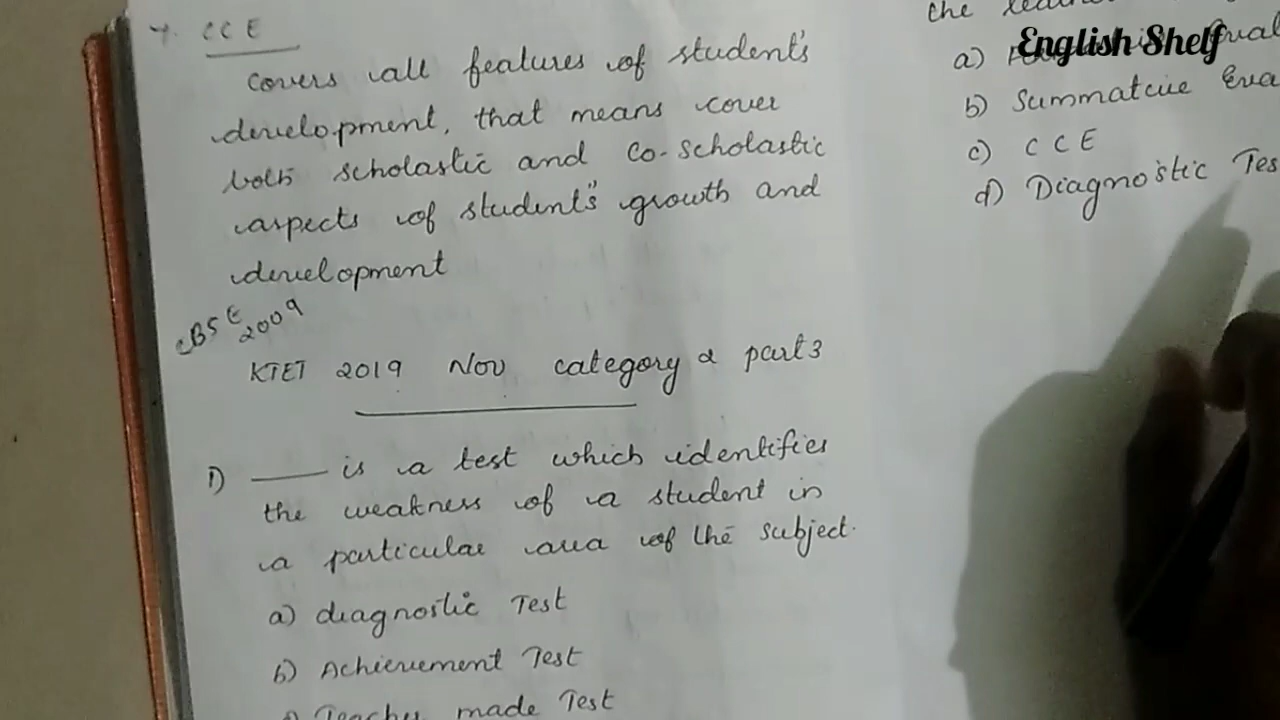 7. CCE
covers all features of student's
development, that means cover
both scholastic and co-scholastic
aspects of student's growth and
development
CBSE 2009
KTET 2019 Nov category 2 part 3
1) ____ is a test which identifies
the weakness of a student in
a particular area of the subject.
a) diagnostic Test
b) Achievement Test
c) Teacher made Test
the
English Shelf
a)
b) Summative Eva
c) CCE
d) Diagnostic Tes